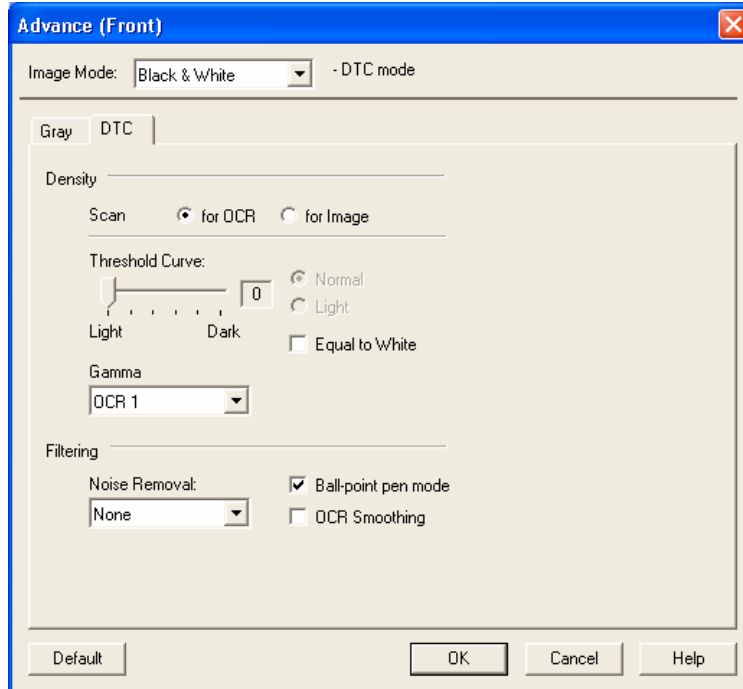 Advance (Front)
Image Mode: Black & White - DTC mode
Gray DTC
Density
Scan for OCR for Image
Threshold Curve:
0
Normal
Light
Light Dark
Equal to White
Gamma
OCR 1
Filtering
Noise Removal:
Ball-point pen mode
None
OCR Smoothing
Default OK Cancel Help